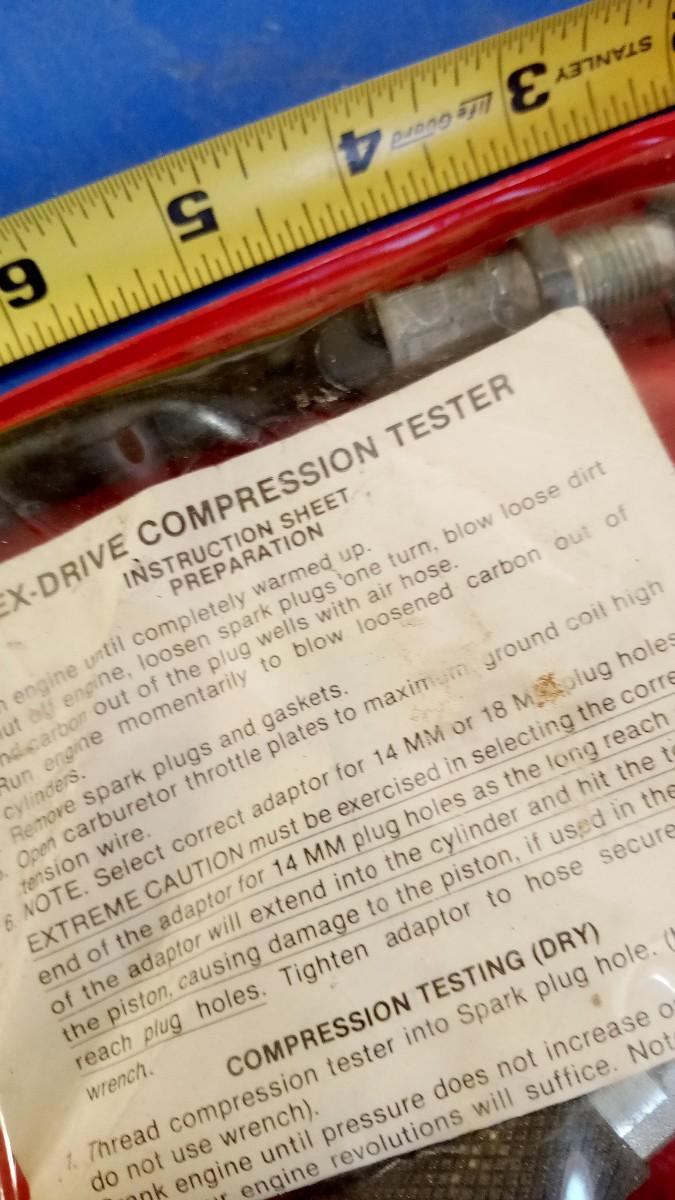 STANLEY
3
Life Guard
4
5
6
EX-DRIVE COMPRESSION TESTER
INSTRUCTION SHEET
PREPARATION
engine until completely warmed up.
off engine, loosen spark plugs one turn, blow loose dirt
carbon out of the plug wells with air hose.
Run engine momentarily to blow loosened carbon out of
cylinders.
Remove spark plugs and gaskets.
Open carburetor throttle plates to maximum, ground coil high
tension wire.
6. NOTE. Select correct adaptor for 14 MM or 18 MM plug holes
EXTREME CAUTION must be exercised in selecting the corre
end of the adaptor for 14 MM plug holes as the long reach
of the adaptor will extend into the cylinder and hit the to
the piston, causing damage to the piston, if used in the
reach plug holes. Tighten adaptor to hose secure
wrench.
COMPRESSION TESTING (DRY)
1. Thread compression tester into Spark plug hole. (
do not use wrench).
engine until pressure does not increase
engine revolutions will suffice. Not